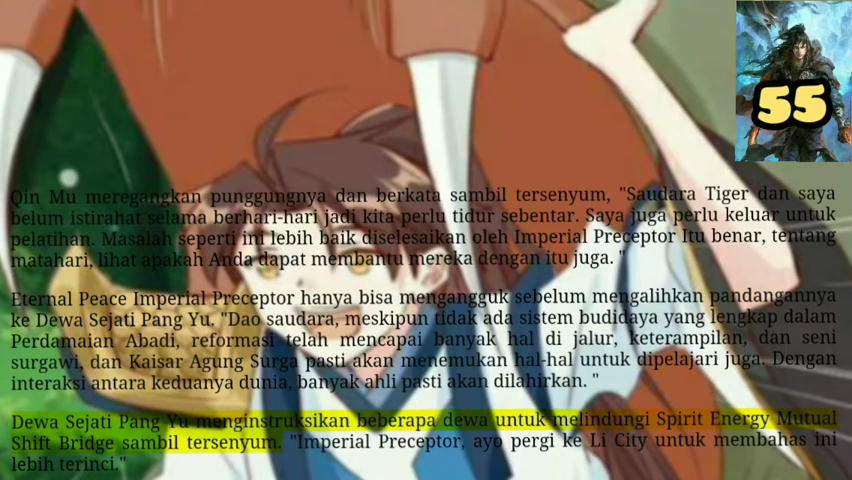 55
Qin Mu meregangkan punggungnya dan berkata sambil tersenyum, "Saudara Tiger dan saya
belum istirahat selama berhari-hari jadi kita perlu tidur sebentar. Saya juga perlu keluar untuk
pelatihan. Masalah seperti ini lebih baik diselesaikan oleh Imperial Preceptor Itu benar, tentang
matahari, lihat apakah Anda dapat membantu mereka dengan itu juga. "
Eternal Peace Imperial Preceptor hanya bisa mengangguk sebelum mengalihkan pandangannya
ke Dewa Sejati Pang Yu. "Dao saudara, meskipun tidak ada sistem budidaya yang lengkap dalam
Perdamaian Abadi, reformasi telah mencapai banyak hal di jalur, keterampilan, dan seni
surgawi, dan Kaisar Agung Surga pasti akan menemukan hal-hal untuk dipelajari juga. Dengan
interaksi antara keduanya dunia, banyak ahli pasti akan dilahirkan. "
Dewa Sejati Pang Yu menginstruksikan beberapa dewa untuk melindungi Spirit Energy Mutual
Shift Bridge sambil tersenyum. "Imperial Preceptor, ayo pergi ke Li City untuk membahas ini
lebih terinci."